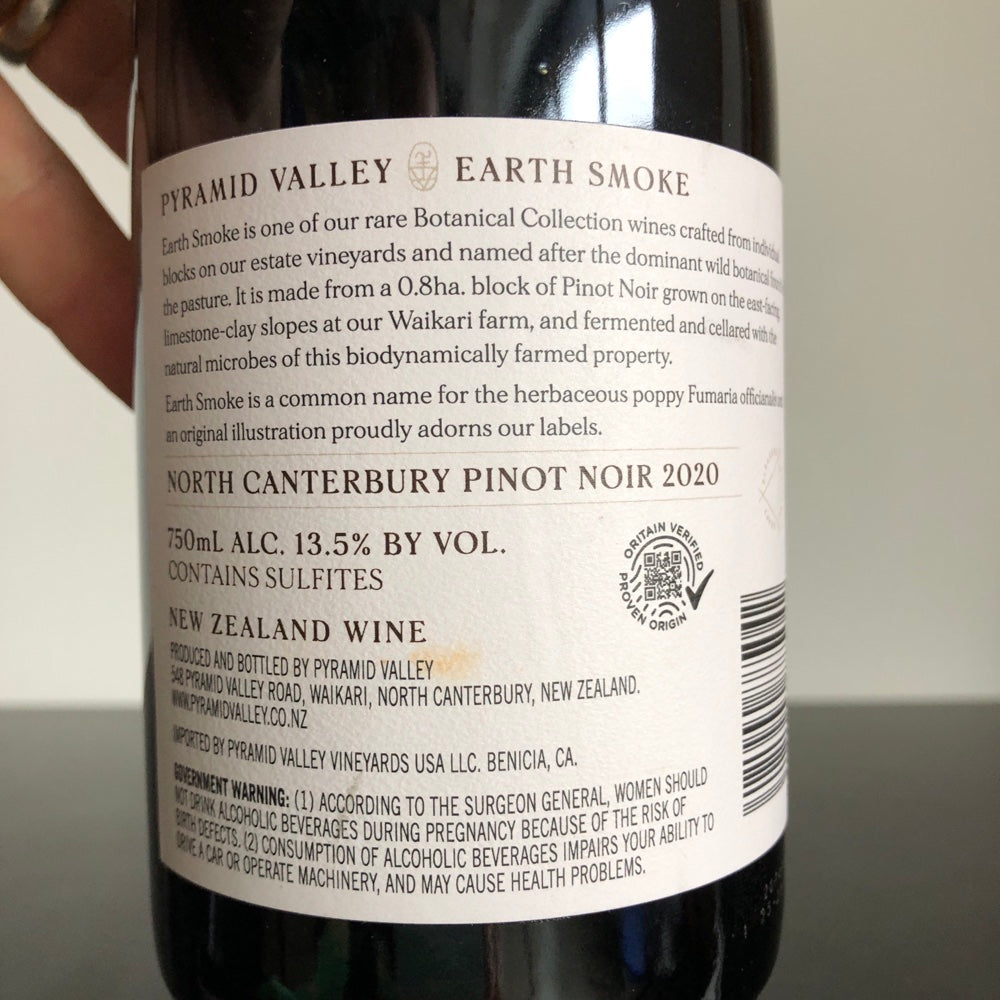 PYRAMID VALLEY EARTH SMOKE
Earth Smoke is one of our rare Botanical Collection wines crafted from individual
blocks on our estate vineyards and named after the dominant wild botanical
the pasture. It is made from a 0.8ha. block of Pinot Noir grown on the east-facing
limestone-clay slopes at our Waikari farm, and fermented and cellared with the
natural microbes of this biodynamically farmed property.
Earth Smoke is a common name for the herbaceous poppy Fumaria
an original illustration proudly adorns our labels.
NORTH CANTERBURY PINOT NOIR 2020
750mL ALC. 13.5% BY VOL.
CONTAINS SULFITES
ORITAIN VERIFIED
PROVEN ORIGIN
NEW ZEALAND WINE
PRODUCED AND BOTTLED BY PYRAMID VALLEY
548 PYRAMID VALLEY ROAD, WAIKARI, NORTH CANTERBURY, NEW ZEALAND.
WWW.PYRAMIDVALLEY.CO.NZ
IMPORTED BY PYRAMID VALLEY VINEYARDS USA LLC. BENICIA, CA.
GOVERNMENT WARNING: (1) ACCORDING TO THE SURGEON GENERAL, WOMEN SHOULD
NOT DRINK ALCOHOLIC BEVERAGES DURING PREGNANCY BECAUSE OF THE RISK OF
BIRTH DEFECTS. (2) CONSUMPTION OF ALCOHOLIC BEVERAGES IMPAIRS YOUR ABILITY TO
DRIVE A CAR OR OPERATE MACHINERY, AND MAY CAUSE HEALTH PROBLEMS.